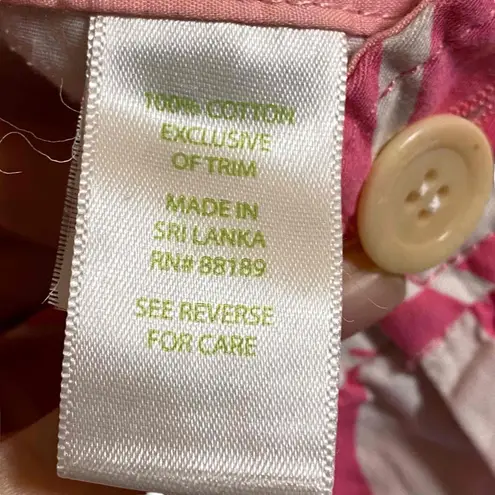 100% COTTON
EXCLUSIVE
OF TRIM
MADE IN
SRI LANKA
RN# 88189
SEE REVERSE
FOR CARE